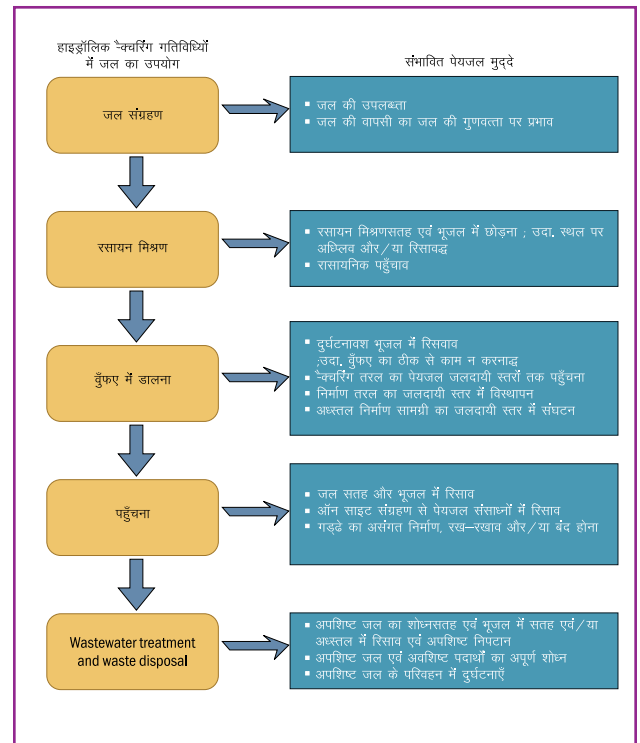 हाइड्रॉलिक ै-क्चरिंग गतिविध्यिों
में जल का उपयोग
संभावित पेयजल मुद्दे
जल संग्रहण
▪ जल की उपलब्ता
▪ जल की वापसी का जल की गुणवत्ता पर प्रभाव
रसायन मिश्रण
▪ रसायन मिश्रणसतह एवं भूजल में छोड़ना ; उदा. स्थल पर
अध्प्लिव और/या रिसावद्ध
▪ रासायनिक पहुँचाव
वुँफए में डालना
▪ दुर्घटनावश भूजल में रिसवाव
;उदा. वुँफए का ठीक से काम न करनाद्ध
▪ ै-क्चरिंग तरल का पेयजल जलदायी स्तरों तक पहुँचना
▪ निर्माण तरल का जलदायी स्तर में विस्थापन
▪ अध्स्तल निर्माण सामग्री का जलदायी स्तर में संघटन
पहुँचना
▪ जल सतह और भूजल में रिसाव
▪ ऑन साइट संग्रहण से पेयजल संसाध्नों में रिसाव
▪ गड्ढे का असंगत निर्माण, रख–रखाव और/या बंद होना
Wastewater treatment
and waste disposal
▪ अपशिष्ट जल का शोध्नसतह एवं भूजल में सतह एवं/या
अध्स्तल में रिसाव एवं अपशिष्ट निपटान
▪ अपशिष्ट जल एवं अवशिष्ट पदार्थों का अपूर्ण शोध्न
▪ अपशिष्ट जल के परिवहन में दुर्घटनाएँ